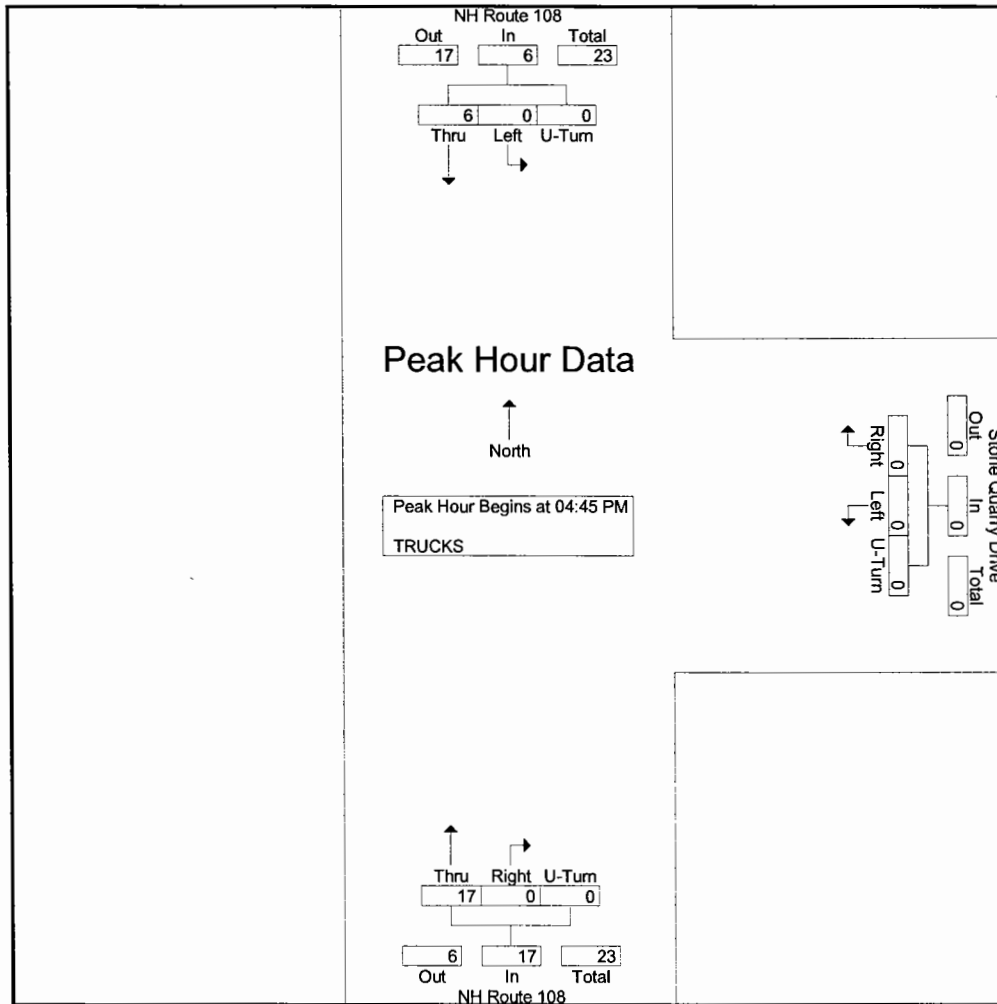 NH Route 108
Out In Total
17 6 23
6 0 0
Thru Left U-Turn
Peak Hour Data
North
Peak Hour Begins at 04:45 PM
TRUCKS
Stone Quarry Drive
Out In Total
0 0 0
0 0 0
Right Left U-Turn
Thru Right U-Turn
17 0 0
6 17 23
Out In Total
NH Route 108